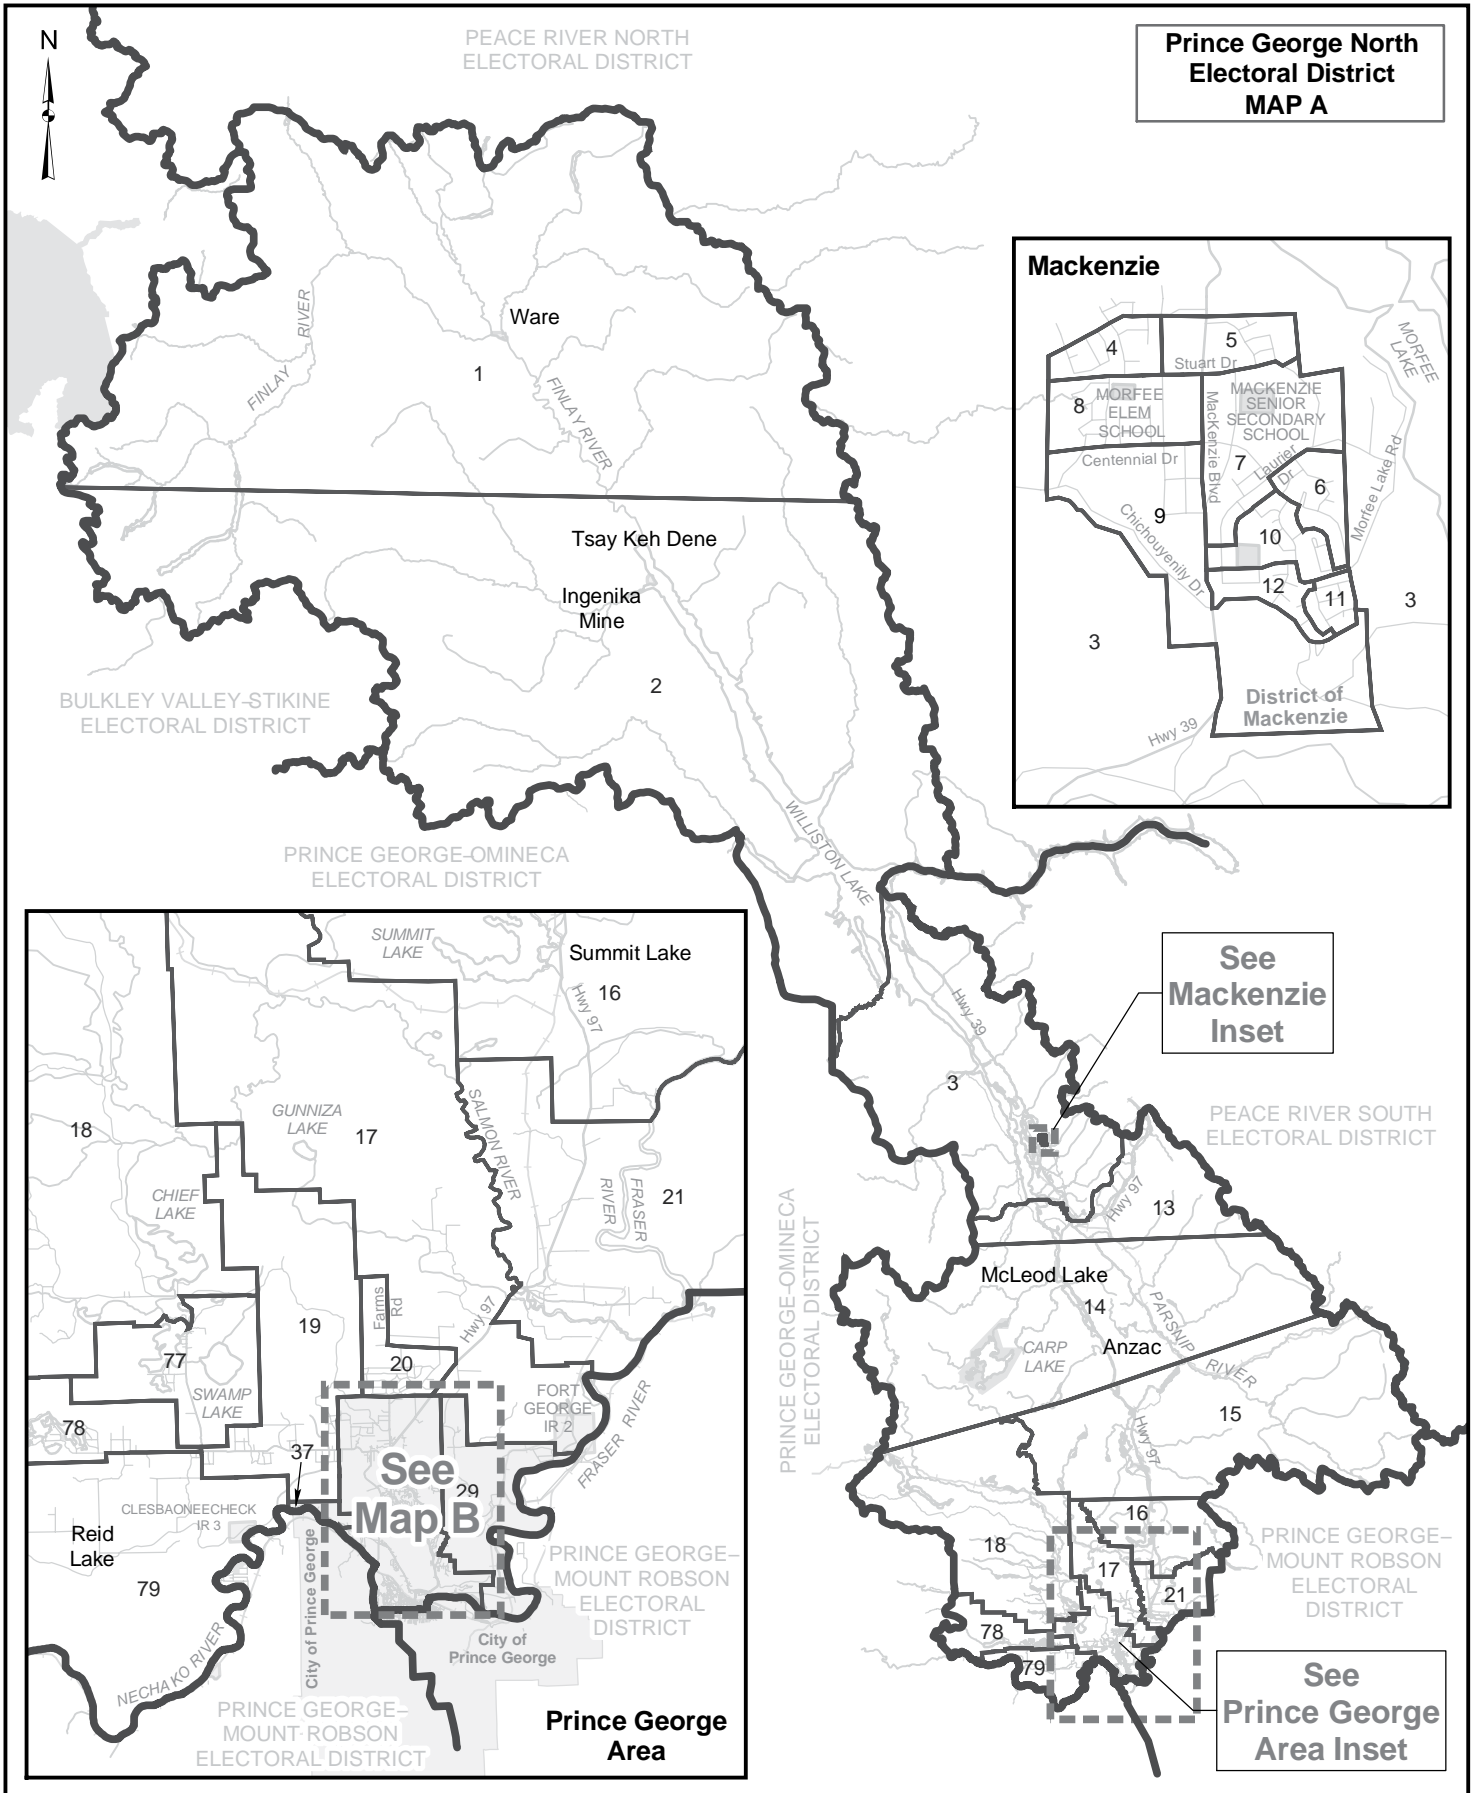 N
PEACE RIVER NORTH
ELECTORAL DISTRICT
Prince George North
Electoral District
MAP A
Ware
1
FINLAY
RIVER
FINLAY RIVER
Tsay Keh Dene
Ingenika
Mine
2
BULKLEY VALLEY–STIKINE
ELECTORAL DISTRICT
PRINCE GEORGE–OMINECA
ELECTORAL DISTRICT
WILLISTON LAKE
Mackenzie
4
5
Stuart Dr
MORFEE
LAKE
8
MORFEE
ELEM
SCHOOL
MACKENZIE
SENIOR
SECONDARY
SCHOOL
MacKenzie Blvd
Centennial Dr
7
Laurier
Dr
6
Morfee Lake Rd
9
Chichouyenily Dr
10
12
11
3
3
District of
Mackenzie
Hwy 39
See
Mackenzie
Inset
Hwy 39
3
PEACE RIVER SOUTH
ELECTORAL DISTRICT
Hwy 97
13
PRINCE GEORGE–OMINECA
ELECTORAL DISTRICT
McLeod Lake
14
PARSNIP
RIVER
CARP
LAKE
Anzac
15
Hwy 97
16
18
17
21
PRINCE GEORGE–
MOUNT ROBSON
ELECTORAL
DISTRICT
78
79
See
Prince George
Area Inset
SUMMIT
LAKE
Summit Lake
16
Hwy 97
18
GUNNIZA
LAKE
17
SALMON RIVER
CHIEF
LAKE
FRASER
RIVER
21
19
Farms
Rd
Hwy 97
20
77
SWAMP
LAKE
FORT
GEORGE
IR 2
78
37
See
Map B
29
FRASER RIVER
CLESBAONEECHECK
IR 3
Reid
Lake
79
City of Prince George
PRINCE GEORGE–
MOUNT ROBSON
ELECTORAL
DISTRICT
City of
Prince George
NECHAKO RIVER
PRINCE GEORGE–
MOUNT ROBSON
ELECTORAL DISTRICT
Prince George
Area